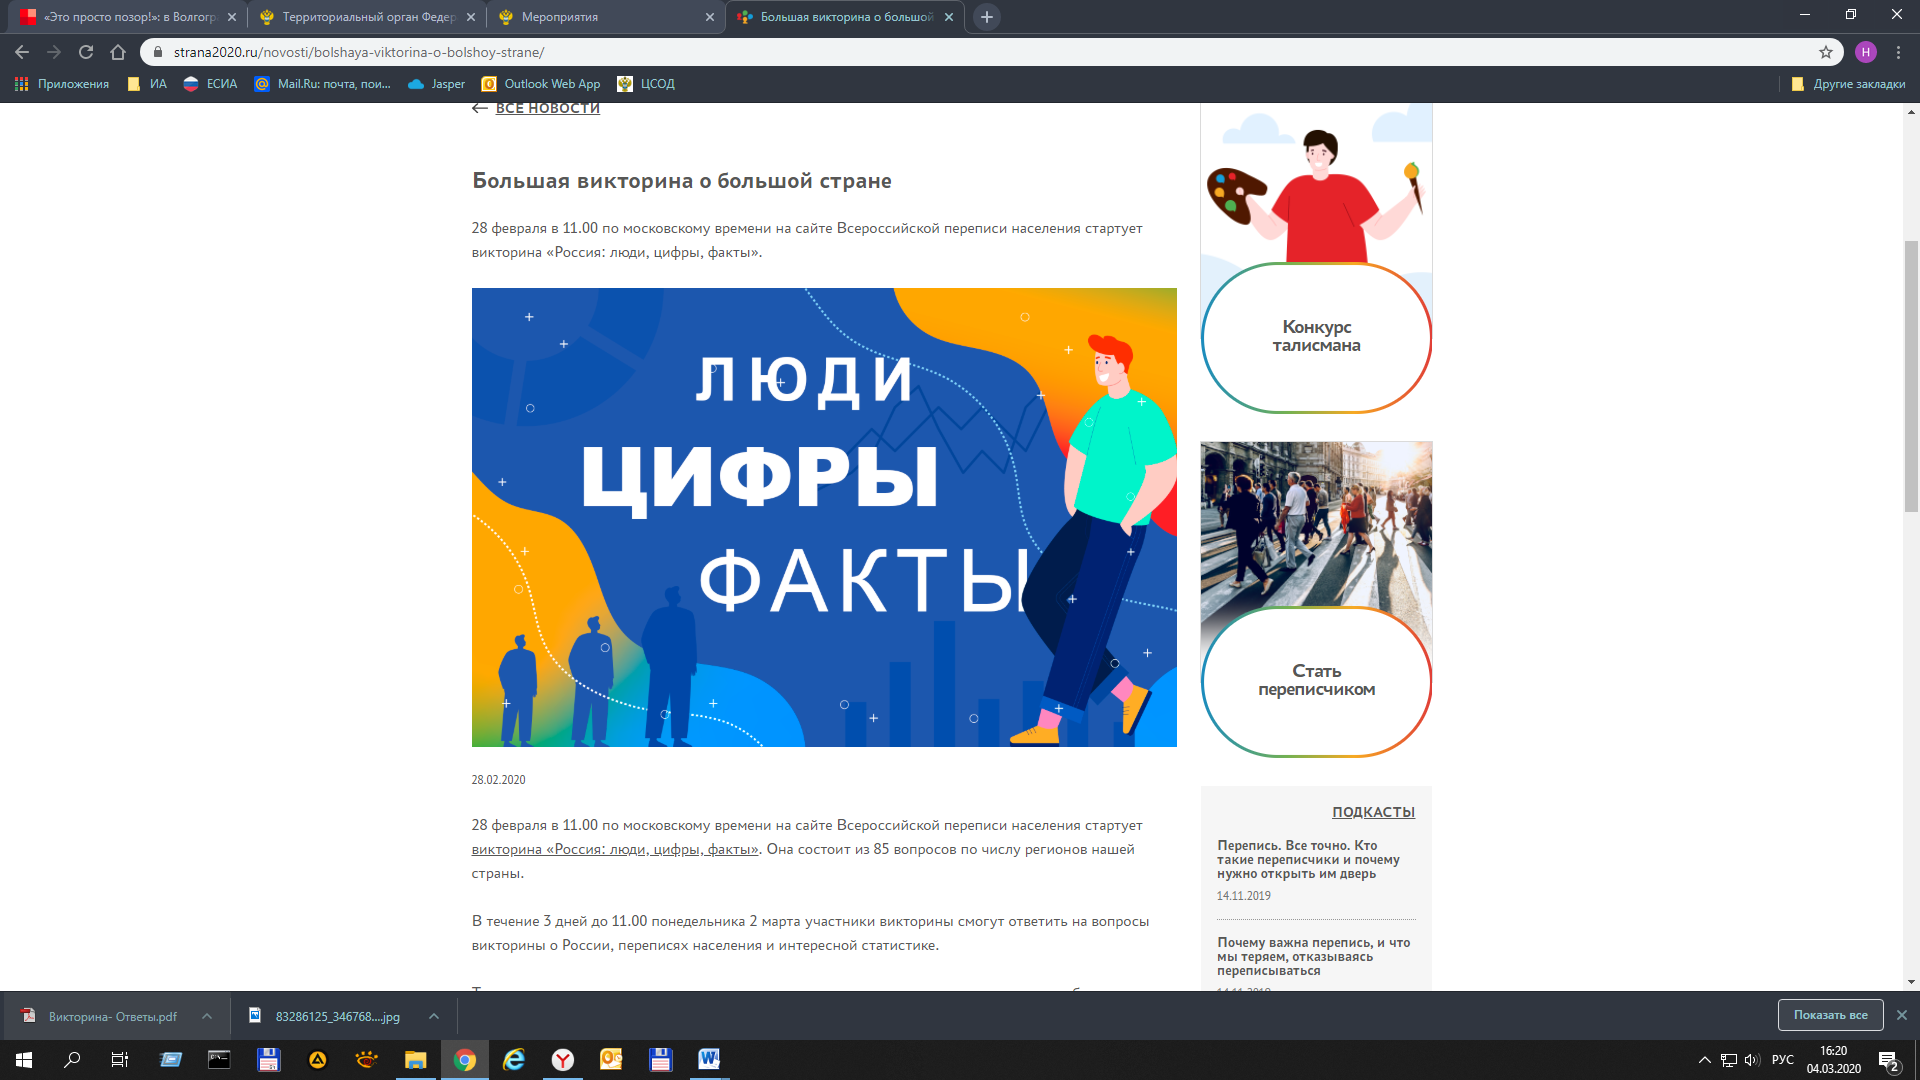 «Это просто позор!»: в Волгогр
Территориальный орган Федер
Мероприятия
Большая викторина о большой
strana2020.ru/novosti/bolshaya-viktorina-o-bolshoy-strane/
Н
Приложения
ИА
ЕСИА
Mail.Ru: почта, пои...
Jasper
Outlook Web App
ЦСОД
Другие закладки
← ВСЕ НОВОСТИ
Большая викторина о большой стране
28 февраля в 11.00 по московскому времени на сайте Всероссийской переписи населения стартует
викторина «Россия: люди, цифры, факты».
ЛЮДИ
ЦИФРЫ
ФАКТЫ
28.02.2020
28 февраля в 11.00 по московскому времени на сайте Всероссийской переписи населения стартует
викторина «Россия: люди, цифры, факты». Она состоит из 85 вопросов по числу регионов нашей
страны.
В течение 3 дней до 11.00 понедельника 2 марта участники викторины смогут ответить на вопросы
викторины о России, переписях населения и интересной статистике.
Конкурс
талисмана
Стать
переписчиком
ПОДКАСТЫ
Перепись. Все точно. Кто
такие переписчики и почему
нужно открыть им дверь
14.11.2019
Почему важна перепись, и что
мы теряем, отказываясь
переписываться
14.11.2019
Викторина- Ответы.pdf
83286125_346768....jpg
Показать все
РУС
16:20
04.03.2020
2